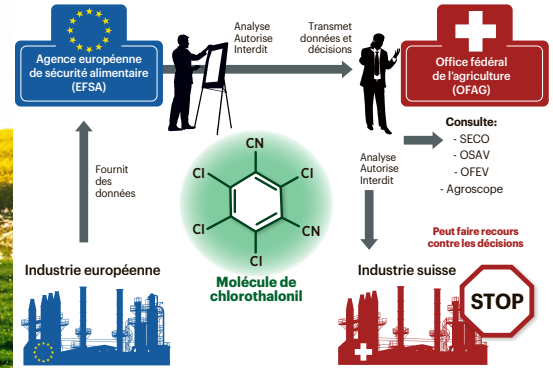 Agence européenne
de sécurité alimentaire
(EFSA)
Analyse
Autorise
Interdit
Transmet
données et
décisions
Office fédéral
de l'agriculture
(OFAG)
Fournit
des
données
CN
Cl
Cl
Cl
CN
Cl
Molécule de
chlorothalonil
Analyse
Autorise
Interdit
Consulte:
- SECO
- OSAV
- OFEV
- Agroscope
Peut faire recours
contre les décisions
Industrie européenne
Industrie suisse
STOP